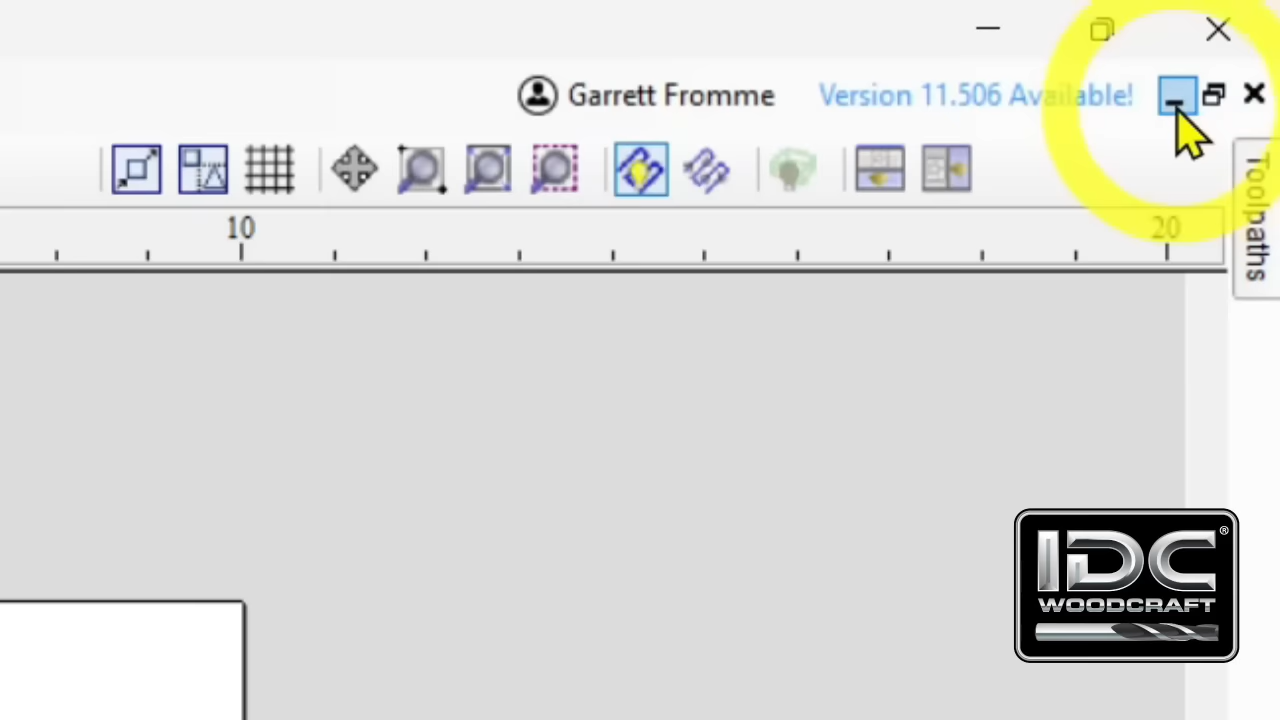 Garrett Fromme Version 11.506 Available!
10 20
Toolpaths
IDC®
WOODCRAFT